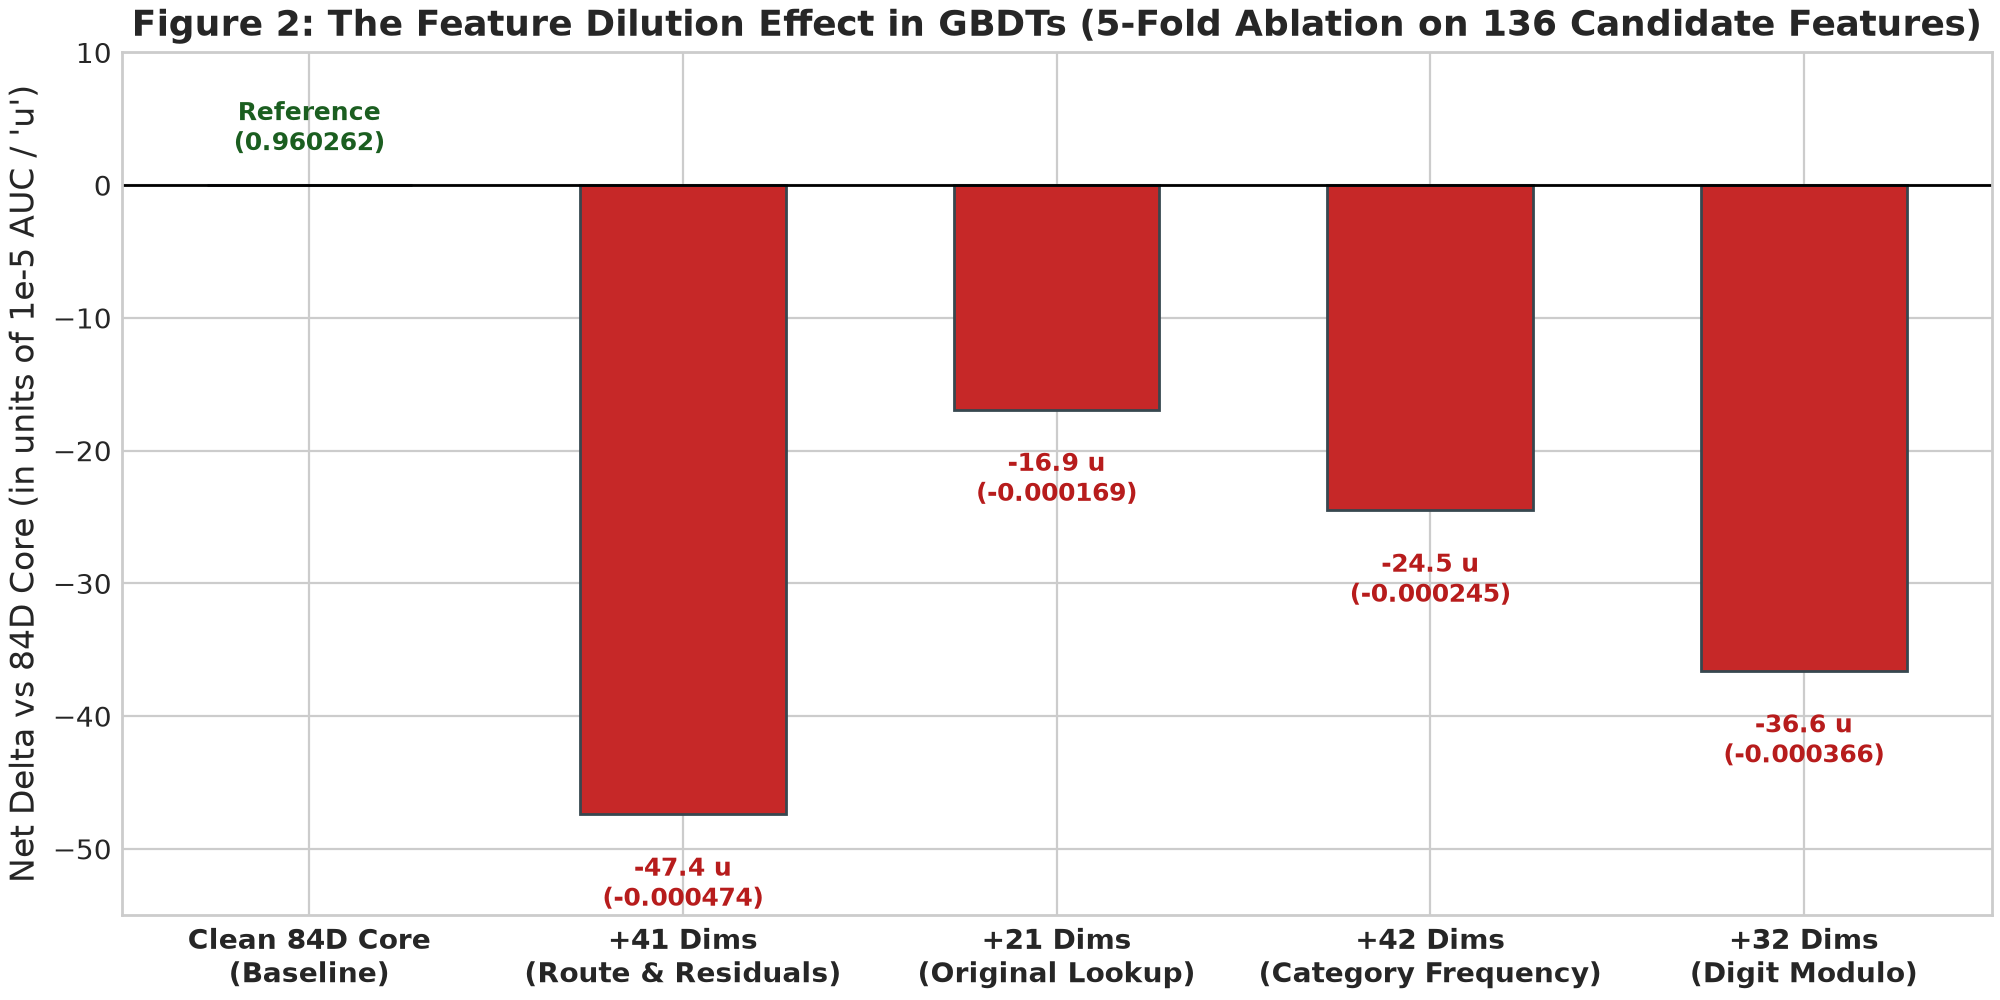 Figure 2: The Feature Dilution Effect in GBDTs (5-Fold Ablation on 136 Candidate Features)
Net Delta vs 84D Core (in units of 1e-5 AUC / 'u')
10
0
−10
−20
−30
−40
−50
Reference
(0.960262)
-47.4 u
(-0.000474)
-16.9 u
(-0.000169)
-24.5 u
(-0.000245)
-36.6 u
(-0.000366)
Clean 84D Core
(Baseline)
+41 Dims
(Route & Residuals)
+21 Dims
(Original Lookup)
+42 Dims
(Category Frequency)
+32 Dims
(Digit Modulo)